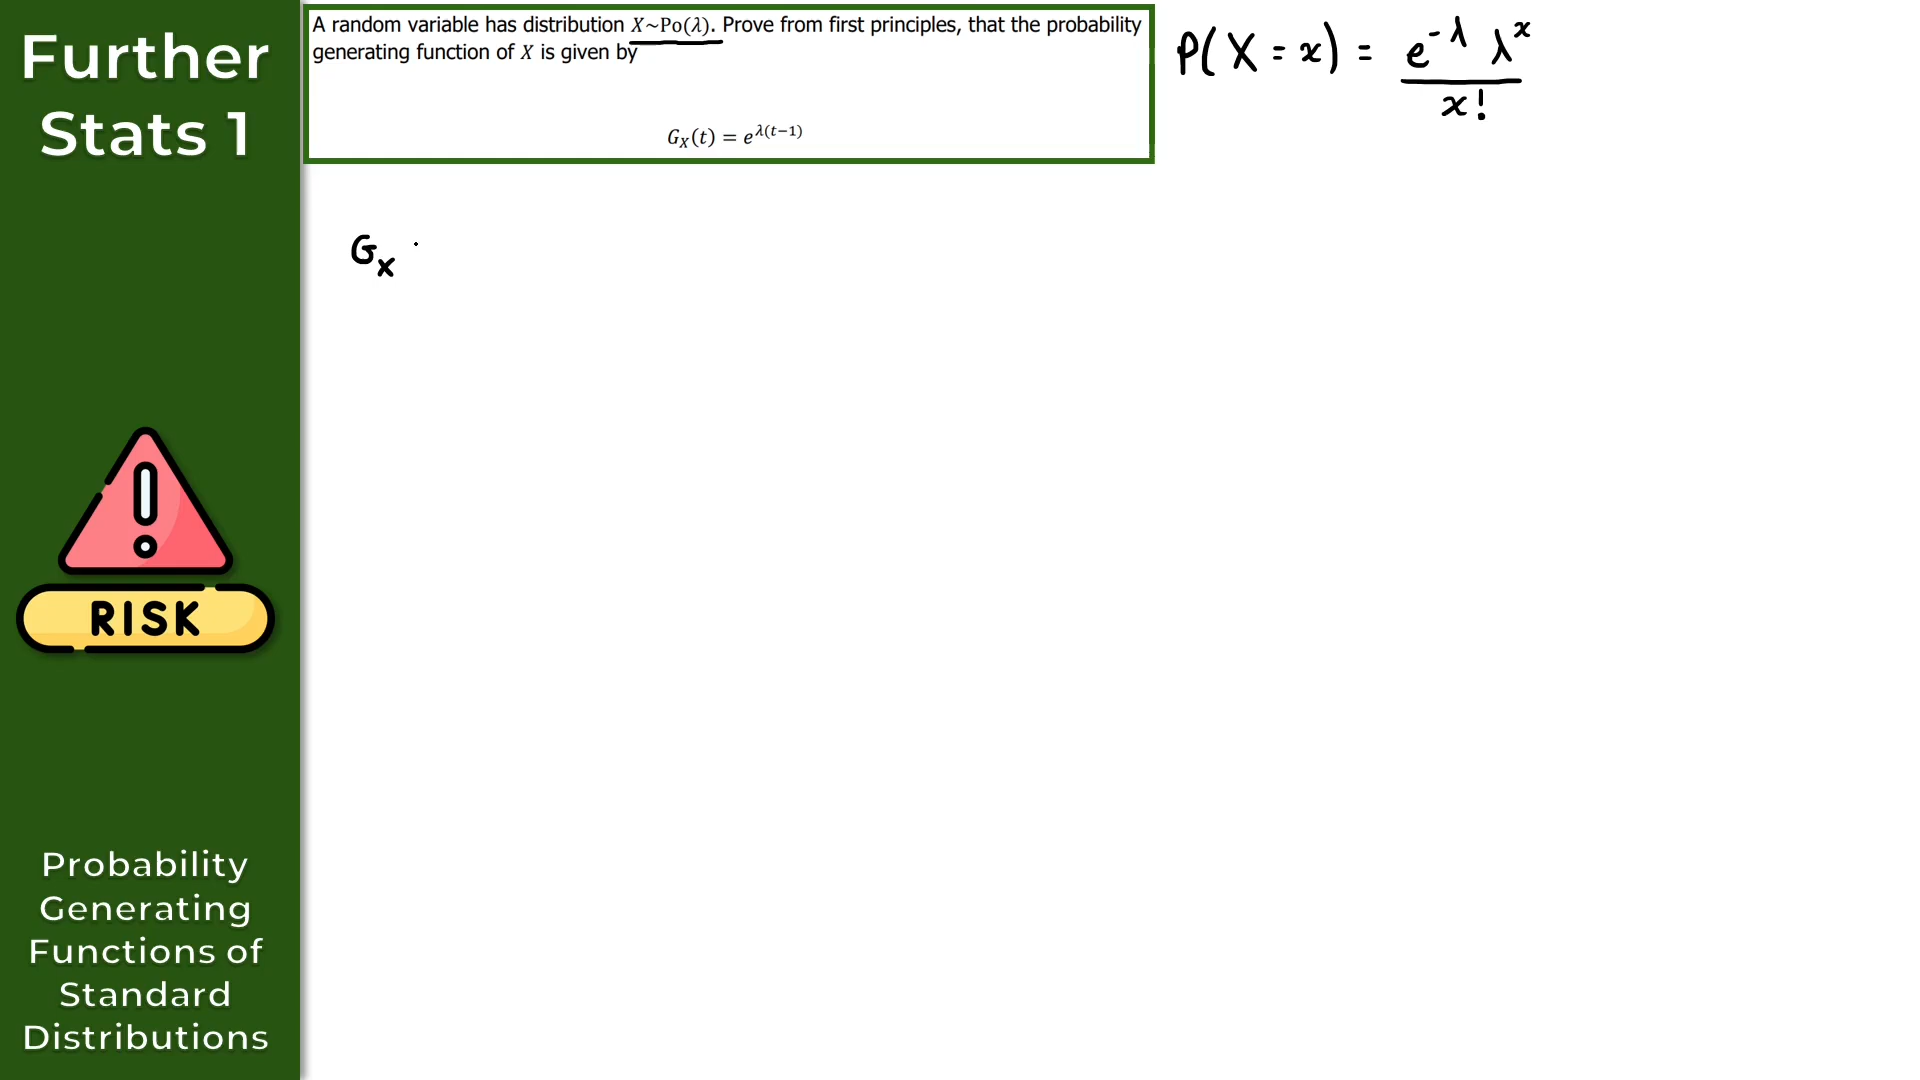 Further
Stats 1
A random variable has distribution X~Po(λ). Prove from first principles, that the probability
generating function of X is given by
G_X(t) = e^{λ(t−1)}
P(X = x) = e^{-λ} λ^x
x!
G_X
RISK
Probability
Generating
Functions of
Standard
Distributions